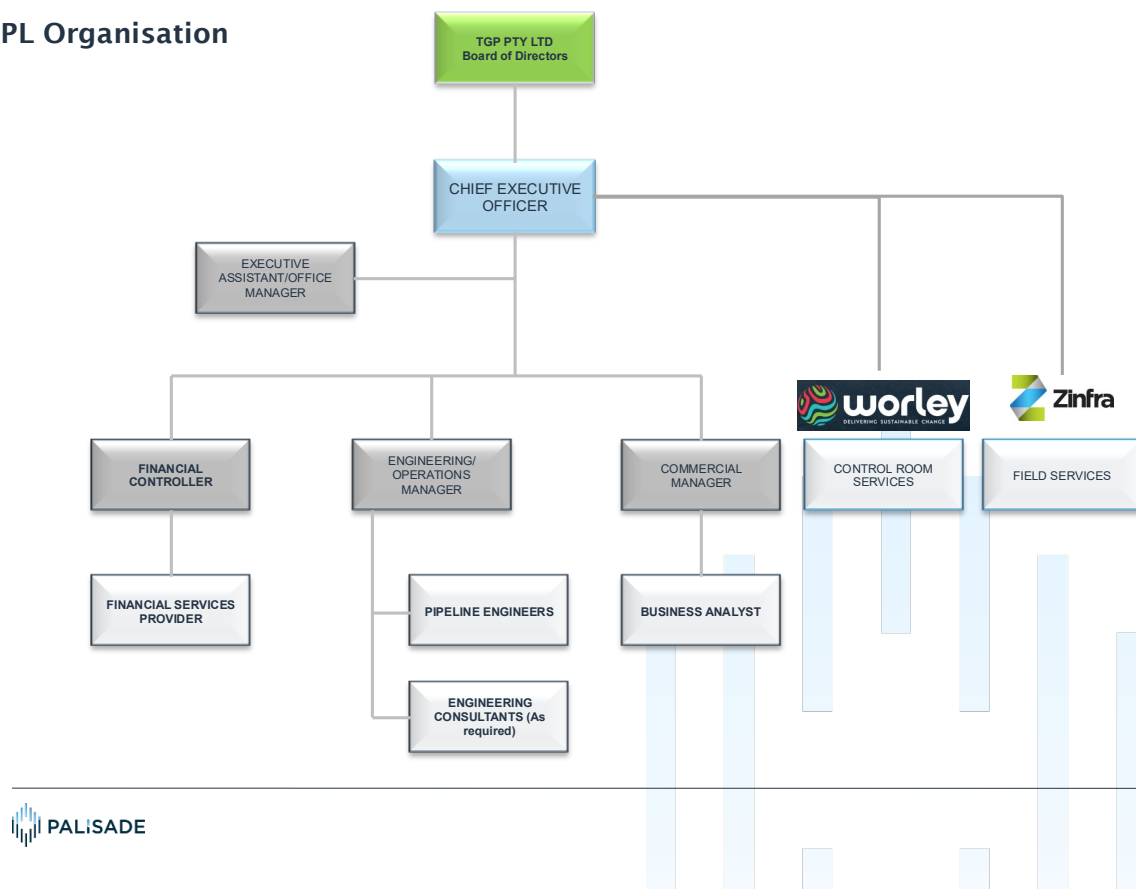 PL Organisation
TGP PTY LTD
Board of Directors
CHIEF EXECUTIVE
OFFICER
EXECUTIVE
ASSISTANT/OFFICE
MANAGER
worley
DELIVERING SUSTAINABLE CHANGE
Zinfra
FINANCIAL
CONTROLLER
ENGINEERING/
OPERATIONS
MANAGER
COMMERCIAL
MANAGER
CONTROL ROOM
SERVICES
FIELD SERVICES
FINANCIAL SERVICES
PROVIDER
PIPELINE ENGINEERS
BUSINESS ANALYST
ENGINEERING
CONSULTANTS (As
required)
PALISADE